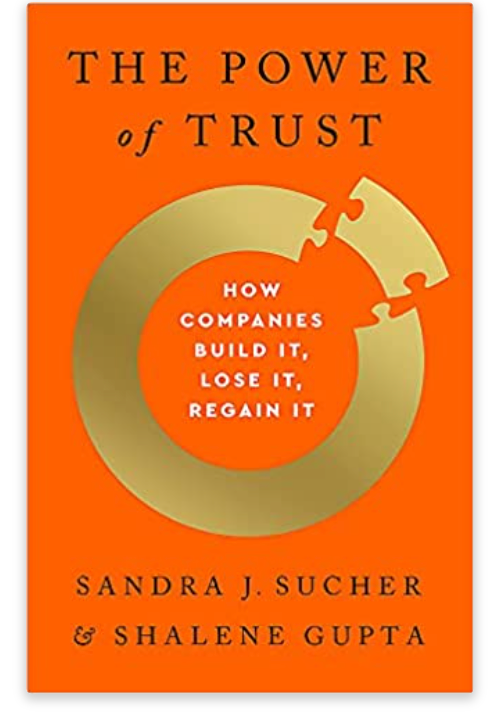 THE POWER
of TRUST
HOW
COMPANIES
BUILD IT,
LOSE IT,
REGAIN IT
SANDRA J. SUCHER
& SHALENE GUPTA